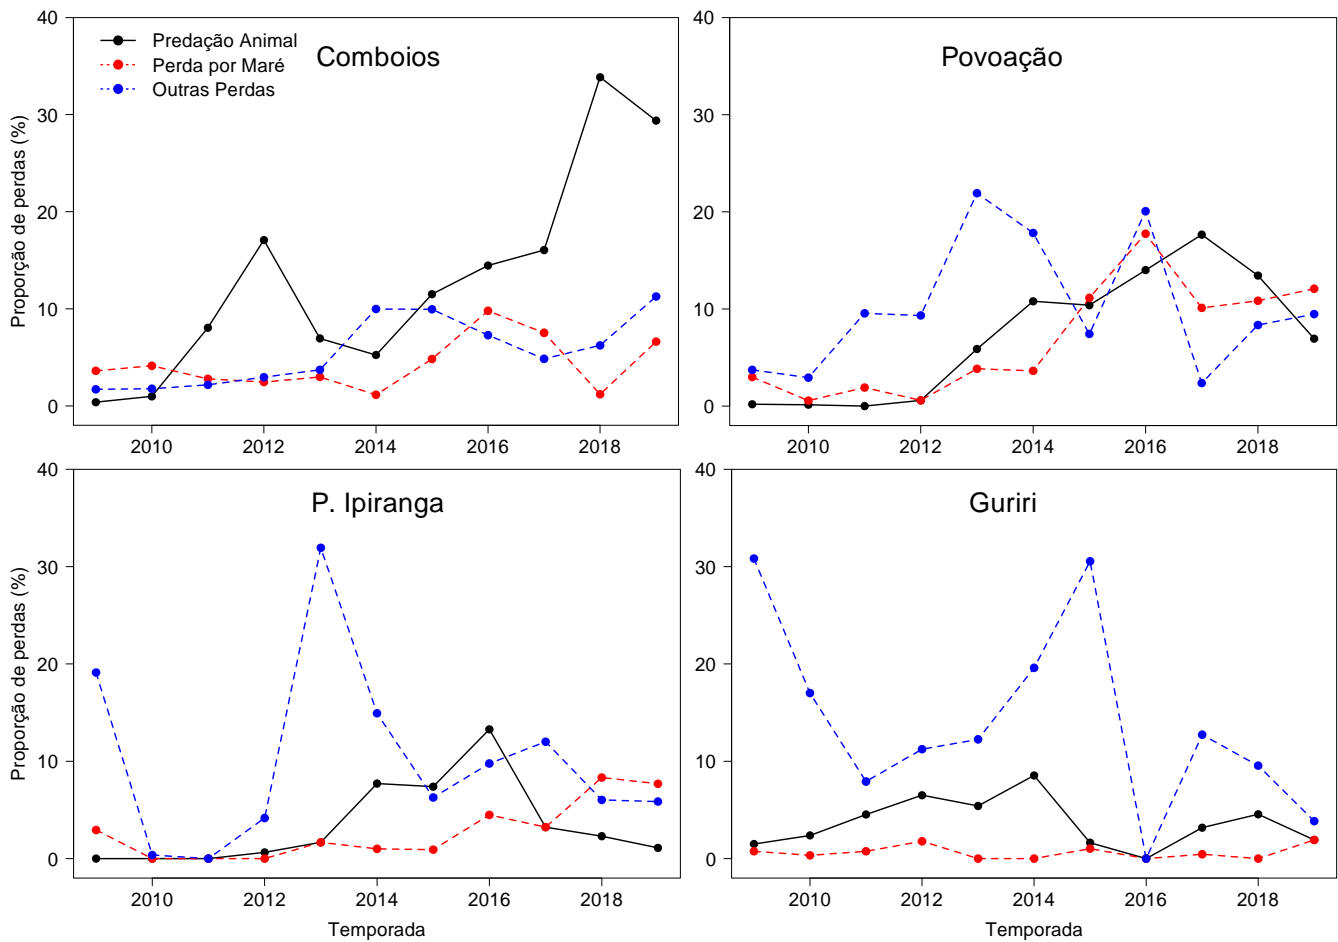 Comboios
Predação Animal
Perda por Maré
Outras Perdas
Proporção de perdas (%)
40
30
20
10
0
2010 2012 2014 2016 2018
Povoação
40
30
20
10
0
2010 2012 2014 2016 2018
P. Ipiranga
Proporção de perdas (%)
40
30
20
10
0
2010 2012 2014 2016 2018
Temporada
Guriri
40
30
20
10
0
2010 2012 2014 2016 2018
Temporada